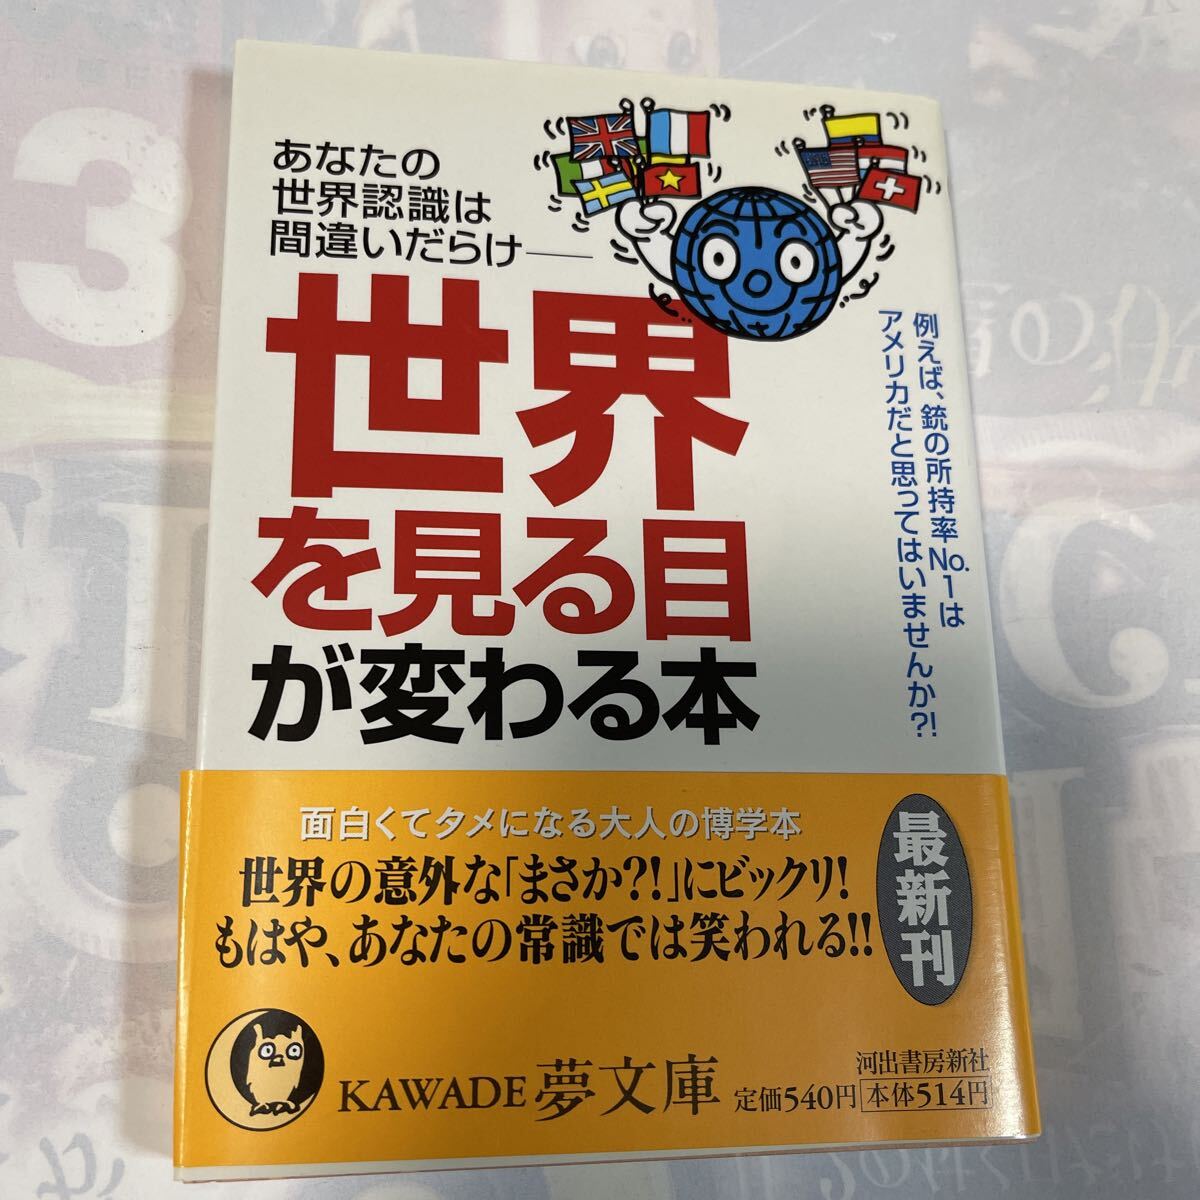 あなたの
世界認識は
間違いだらけ――
世界
を見る目
が変わる本
例えば、銃の所持率No.1は
アメリカだと思ってはいませんか?!
面白くてタメになる大人の博学本
世界の意外な「まさか?!」にビックリ!
もはや、あなたの常識では笑われる!!
最新刊
KAWADE夢文庫
河出書房新社
定価540円 本体514円
3